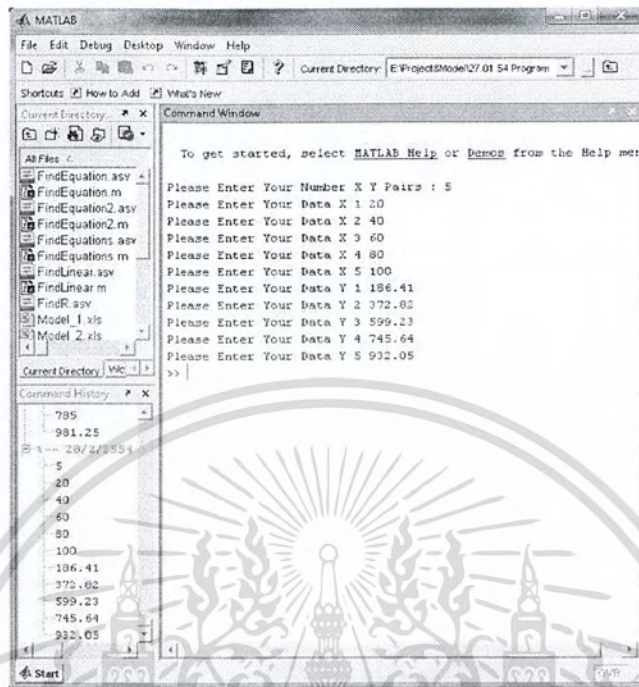 MATLAB
File Edit Debug Desktop Window Help
? Current Directory: E:\Project&Model\27.01 54 Program
Shortcuts How to Add What's New
Current Directory
All Files
FindEquation.asv
FindEquation.m
FindEquation2.asv
FindEquation2.m
FindEquations.asv
FindEquations.m
FindLinear.asv
FindLinear.m
FindR.asv
Model_1.xls
Model_2.xls
Current Directory
Command History
785
981.25
5
20
40
60
80
100
186.41
372.82
599.23
745.64
932.05
Command Window
To get started, select MATLAB Help or Demos from the Help men
Please Enter Your Number X Y Pairs : 5
Please Enter Your Data X 1 20
Please Enter Your Data X 2 40
Please Enter Your Data X 3 60
Please Enter Your Data X 4 80
Please Enter Your Data X 5 100
Please Enter Your Data Y 1 186.41
Please Enter Your Data Y 2 372.82
Please Enter Your Data Y 3 599.23
Please Enter Your Data Y 4 745.64
Please Enter Your Data Y 5 932.05
>>
Start
OVR